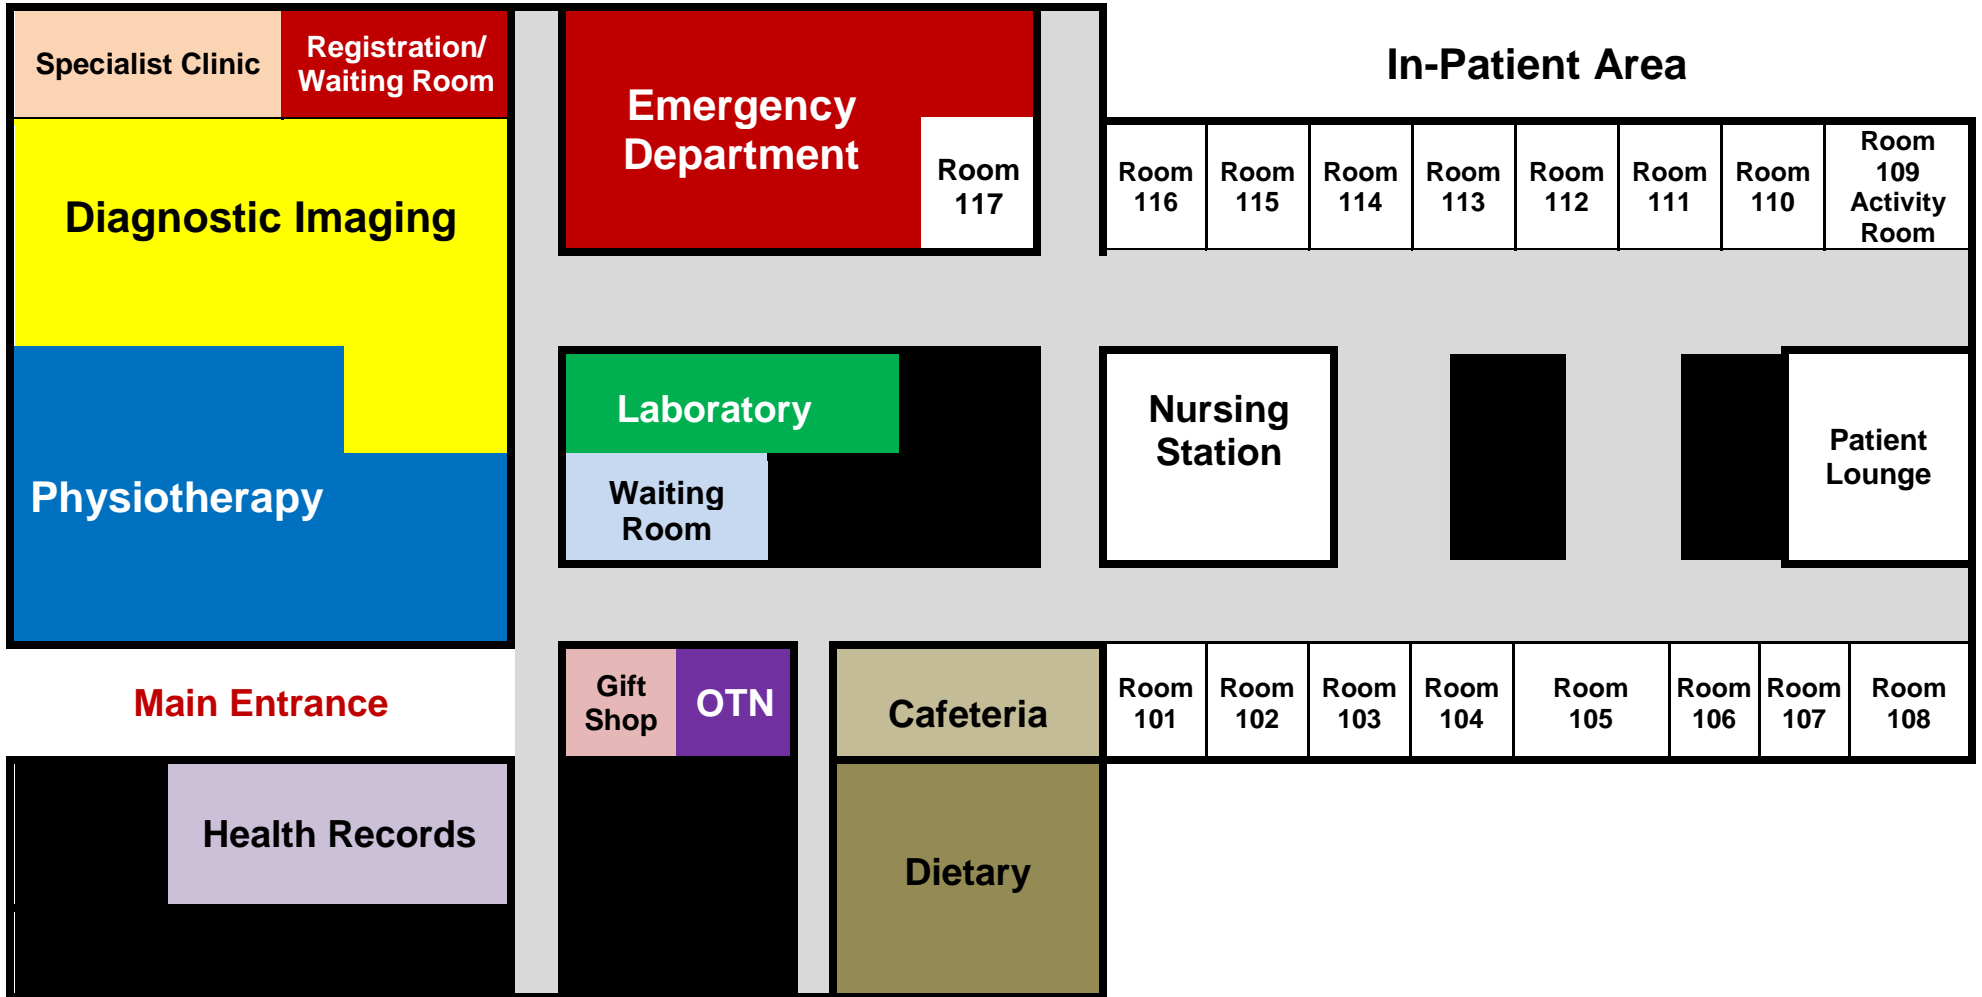 Specialist Clinic
Registration/
Waiting Room
Emergency
Department
Room
117
In-Patient Area
Room
116
Room
115
Room
114
Room
113
Room
112
Room
111
Room
110
Room
109
Activity
Room
Diagnostic Imaging
Physiotherapy
Laboratory
Waiting
Room
Nursing
Station
Patient
Lounge
Main Entrance
Gift
Shop
OTN
Cafeteria
Room
101
Room
102
Room
103
Room
104
Room
105
Room
106
Room
107
Room
108
Health Records
Dietary